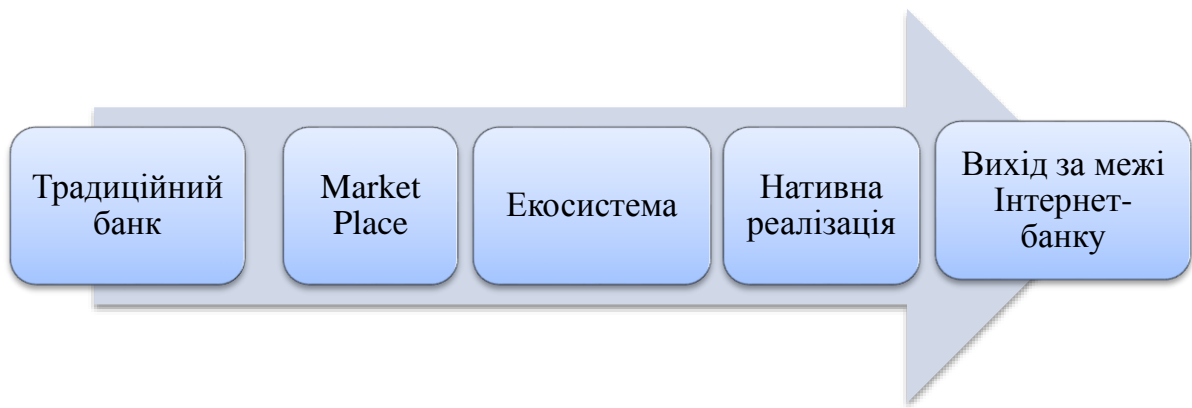 Традиційний
банк
Market
Place
Екосистема
Нативна
реалізація
Вихід за межі
Інтернет-
банку